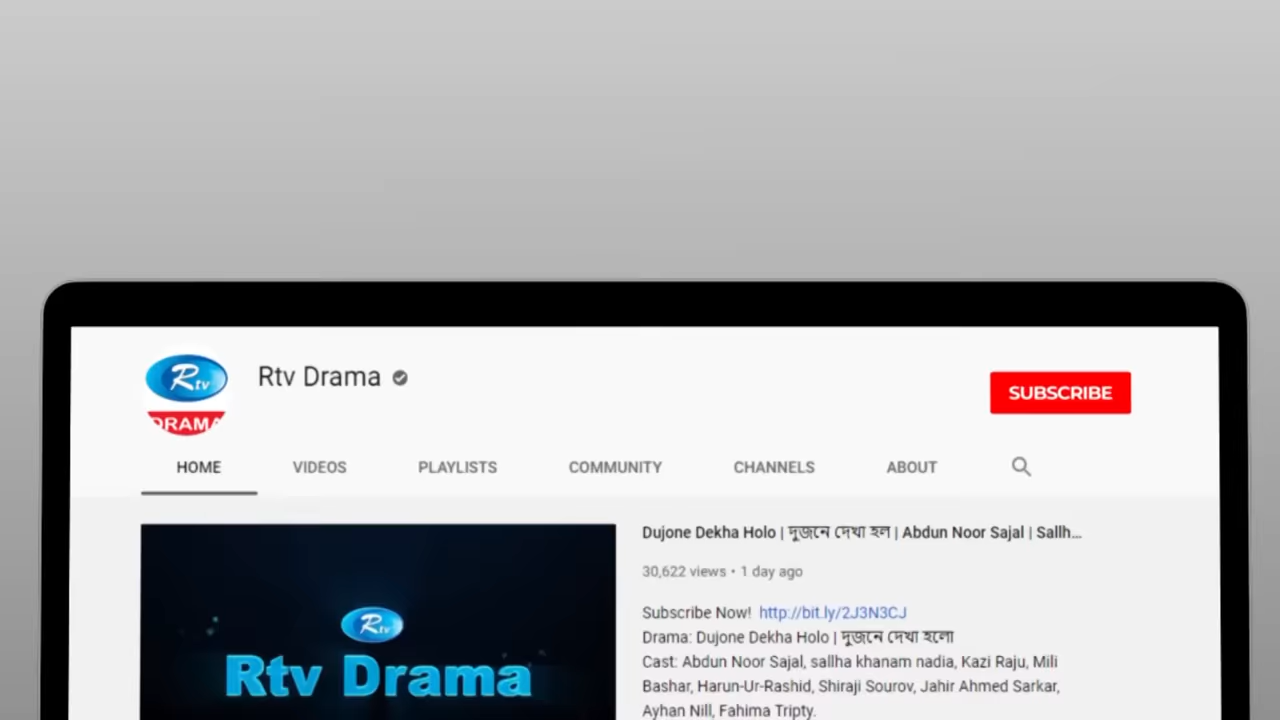 Rtv
DRAMA
Rtv Drama
SUBSCRIBE
HOME VIDEOS PLAYLISTS COMMUNITY CHANNELS ABOUT
Rtv
Rtv Drama
Dujone Dekha Holo | দুজনে দেখা হল | Abdun Noor Sajal | Sallh...
30,622 views • 1 day ago
Subscribe Now! http://bit.ly/2J3N3CJ
Drama: Dujone Dekha Holo | দুজনে দেখা হলো
Cast: Abdun Noor Sajal, sallha khanam nadia, Kazi Raju, Mili
Bashar, Harun-Ur-Rashid, Shiraji Sourov, Jahir Ahmed Sarkar,
Ayhan Nill, Fahima Tripty.